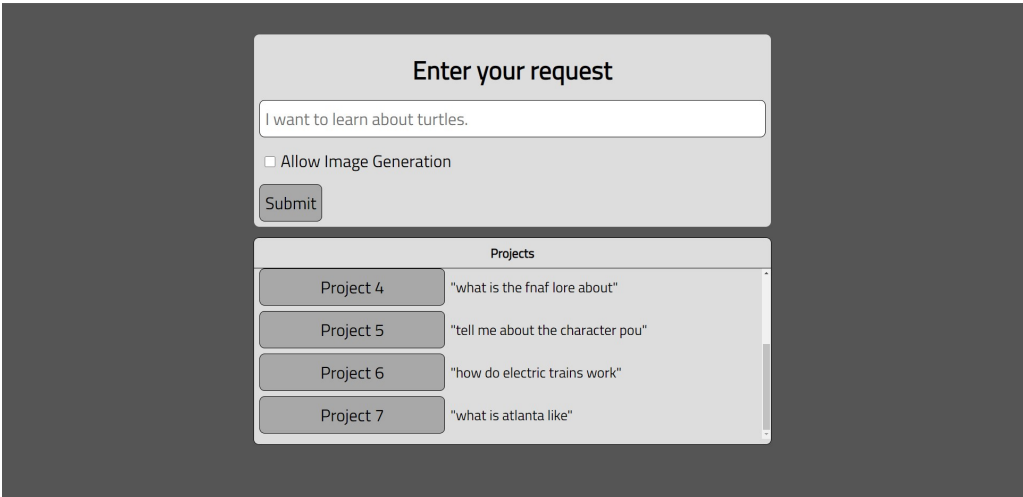 Enter your request
I want to learn about turtles.
Allow Image Generation
Submit
Projects
Project 4 "what is the fnaf lore about"
Project 5 "tell me about the character pou"
Project 6 "how do electric trains work"
Project 7 "what is atlanta like"